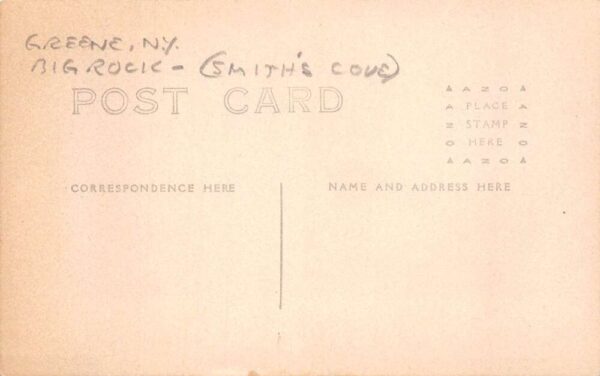 GREENE, N.Y.
BIG ROCK - (SMITH'S COVE)
POST CARD
▲ A Z O ▲
A PLACE A
N STAMP N
O HERE O
▲ A Z O ▲
CORRESPONDENCE HERE
NAME AND ADDRESS HERE